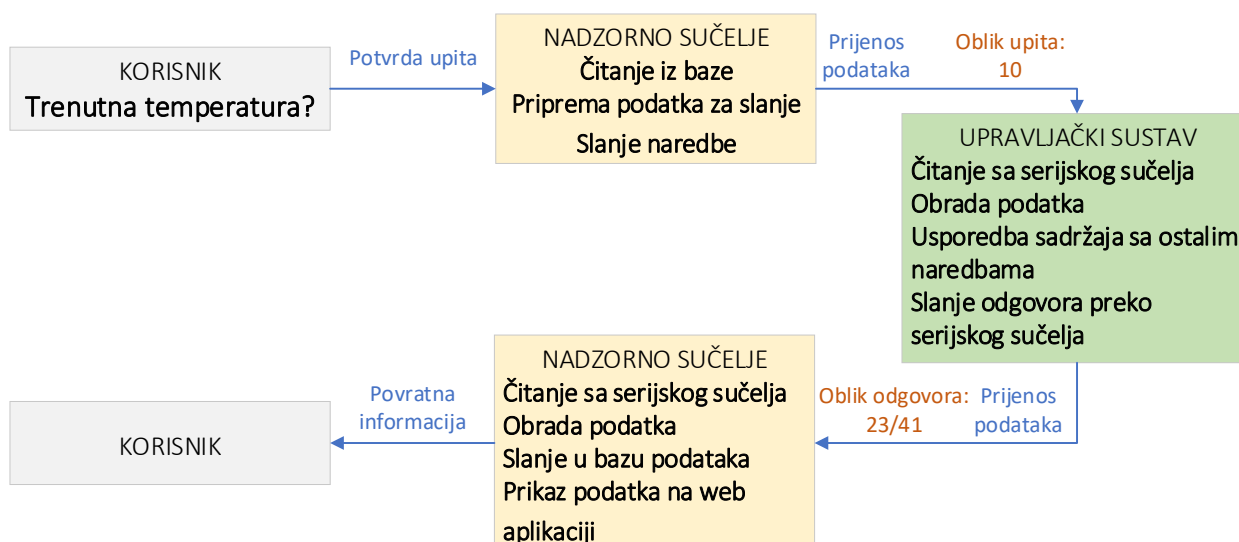 KORISNIK
Trenutna temperatura?
Potvrda upita
NADZORNO SUČELJE
Čitanje iz baze
Priprema podatka za slanje
Slanje naredbe
Prijenos
podataka
Oblik upita:
10
UPRAVLJAČKI SUSTAV
Čitanje sa serijskog sučelja
Obrada podatka
Usporedba sadržaja sa ostalim
naredbama
Slanje odgovora preko
serijskog sučelja
Oblik odgovora:
23/41
Prijenos
podataka
NADZORNO SUČELJE
Čitanje sa serijskog sučelja
Obrada podatka
Slanje u bazu podataka
Prikaz podatka na web
aplikaciji
Povratna
informacija
KORISNIK